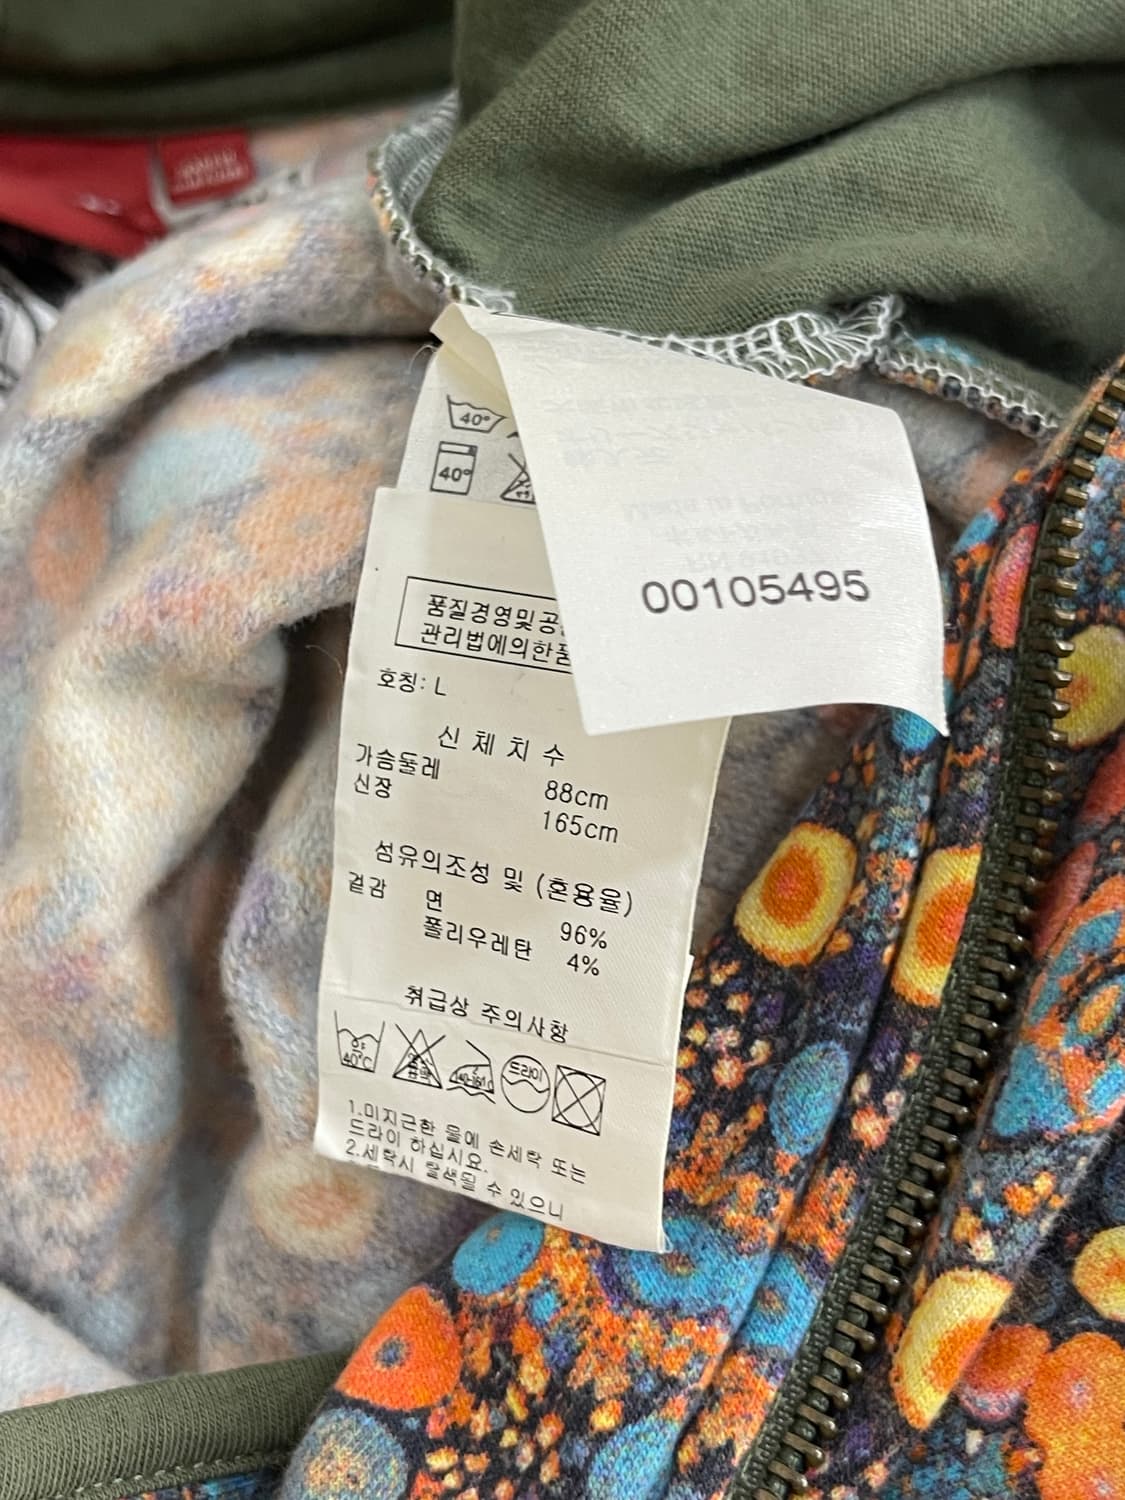 40°
40°
00105495
품질경영및공
관리법에의한품
호칭: L
신 체 치 수
가슴둘레 88cm
신장 165cm
섬유의조성 및 (혼용율)
겉감 면 96%
폴리우레탄 4%
취급상 주의사항
40°C 드라이
1.미지근한 물에 손세탁 또는
드라이 하십시요.
2.세탁시 탈색될 수 있으니